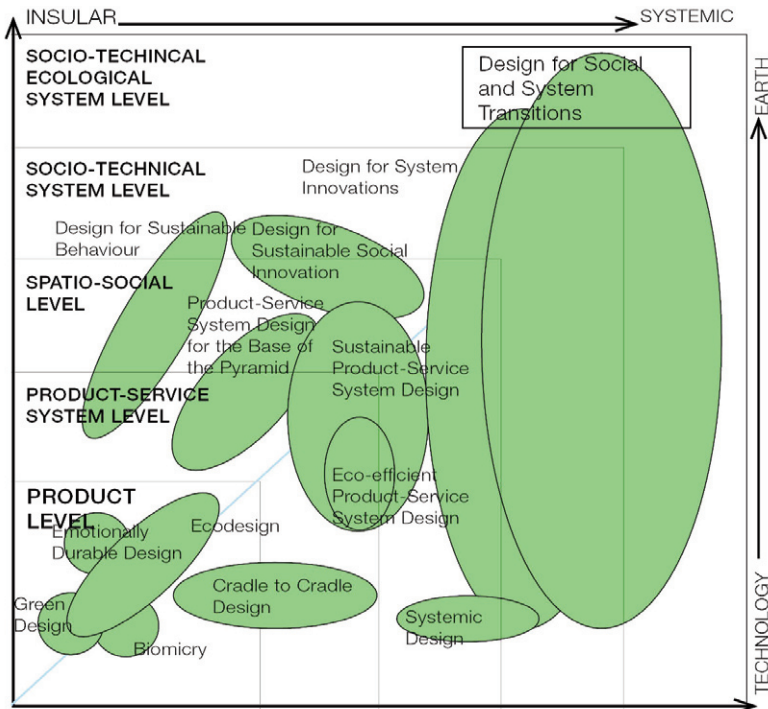 INSULAR
SYSTEMIC
SOCIO-TECHINCAL
ECOLOGICAL
SYSTEM LEVEL
Design for Social
and System
Transitions
EARTH
SOCIO-TECHNICAL
SYSTEM LEVEL
Design for System
Innovations
Design for Sustainable
Behaviour
Design for
Sustainable Social
Innovation
SPATIO-SOCIAL
LEVEL
Product-Service
System Design
for the Base of
the Pyramid
Sustainable
Product-Service
System Design
PRODUCT-SERVICE
SYSTEM LEVEL
Eco-efficient
Product-Service
System Design
PRODUCT
LEVEL
Emotionally
Durable Design
Ecodesign
Cradle to Cradle
Design
Green
Design
Biomicry
Systemic
Design
TECHNOLOGY